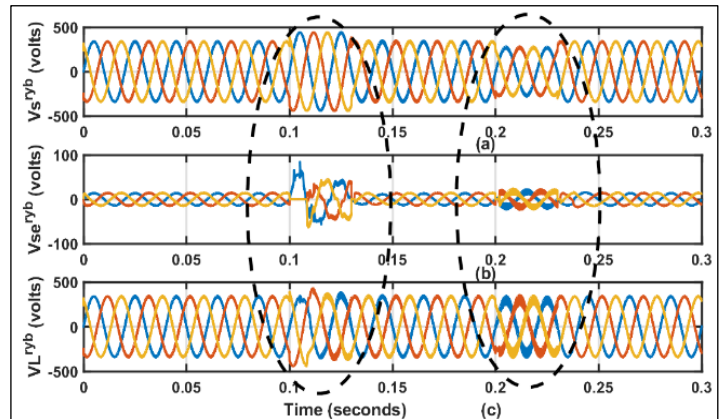 Vs^ryb (volts)
500
0
-500
0 0.05 0.1 0.15 0.2 0.25 0.3
(a)
Vse^ryb (volts)
100
0
-100
0 0.05 0.1 0.15 0.2 0.25 0.3
(b)
VL^ryb (volts)
500
0
-500
0 0.05 0.1 0.15 0.2 0.25 0.3
Time (seconds) (c)